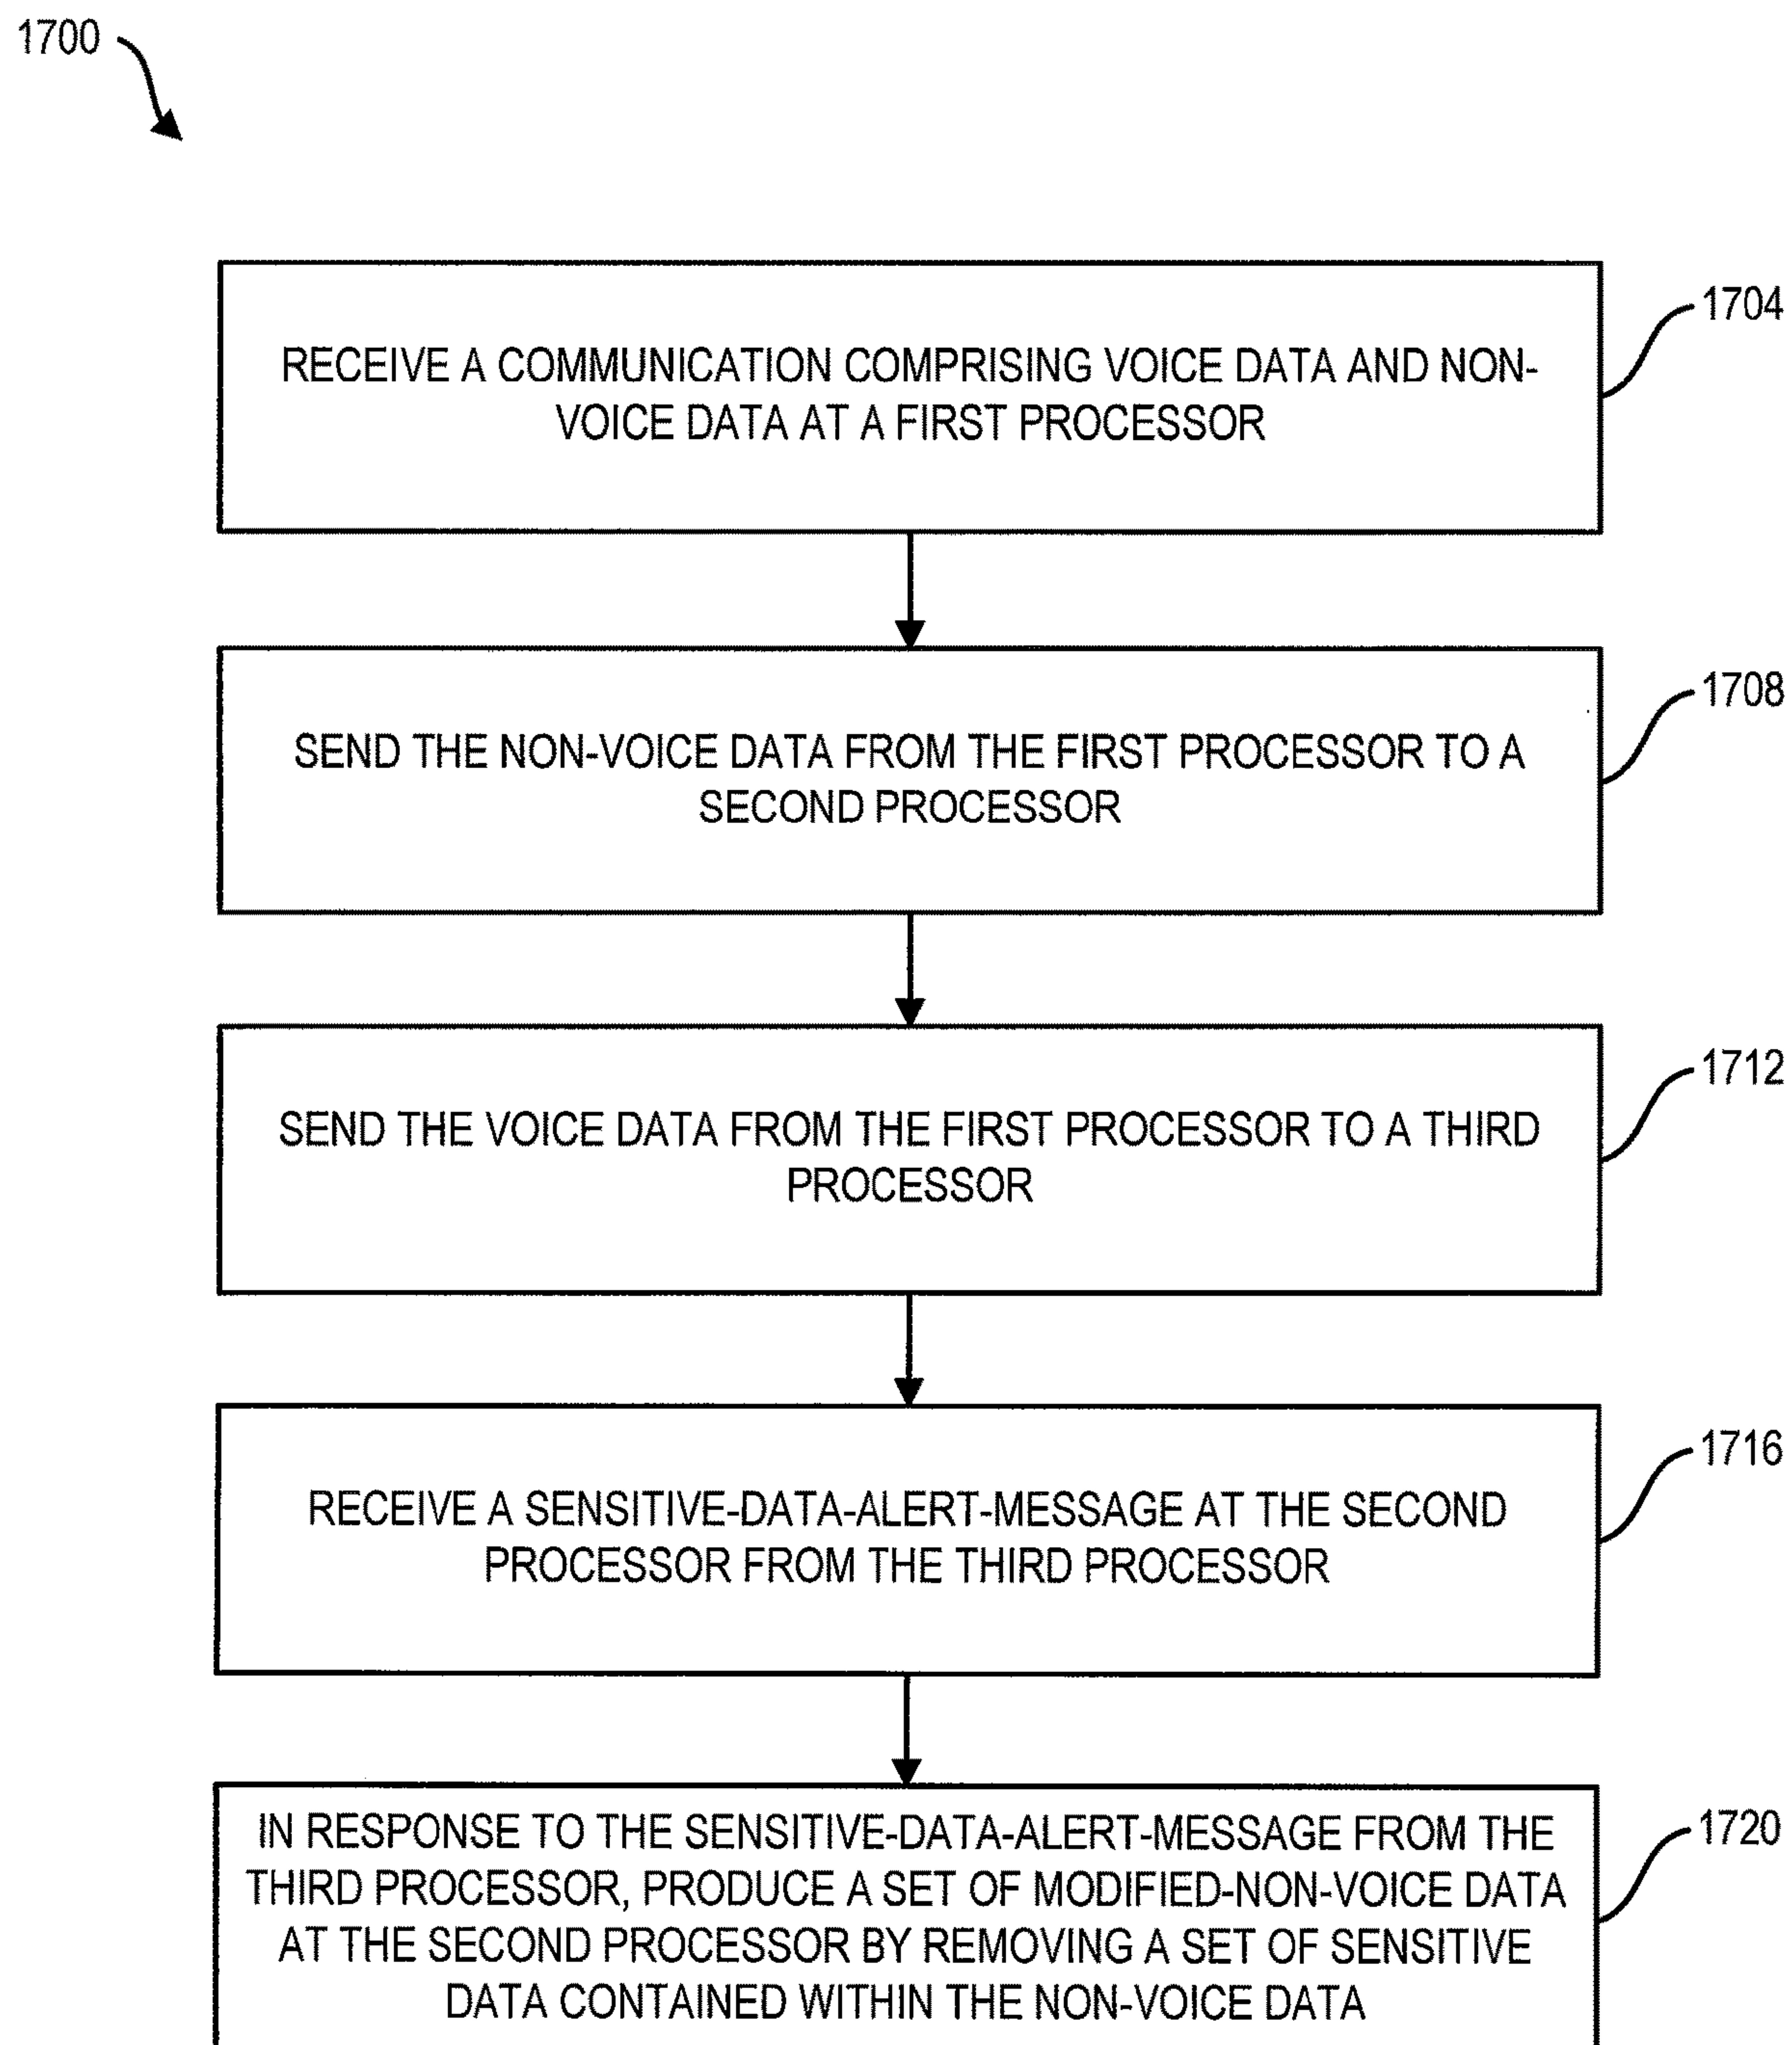 1700
RECEIVE A COMMUNICATION COMPRISING VOICE DATA AND NON-
VOICE DATA AT A FIRST PROCESSOR
1704
SEND THE NON-VOICE DATA FROM THE FIRST PROCESSOR TO A
SECOND PROCESSOR
1708
SEND THE VOICE DATA FROM THE FIRST PROCESSOR TO A THIRD
PROCESSOR
1712
RECEIVE A SENSITIVE-DATA-ALERT-MESSAGE AT THE SECOND
PROCESSOR FROM THE THIRD PROCESSOR
1716
IN RESPONSE TO THE SENSITIVE-DATA-ALERT-MESSAGE FROM THE
THIRD PROCESSOR, PRODUCE A SET OF MODIFIED-NON-VOICE DATA
AT THE SECOND PROCESSOR BY REMOVING A SET OF SENSITIVE
DATA CONTAINED WITHIN THE NON-VOICE DATA
1720